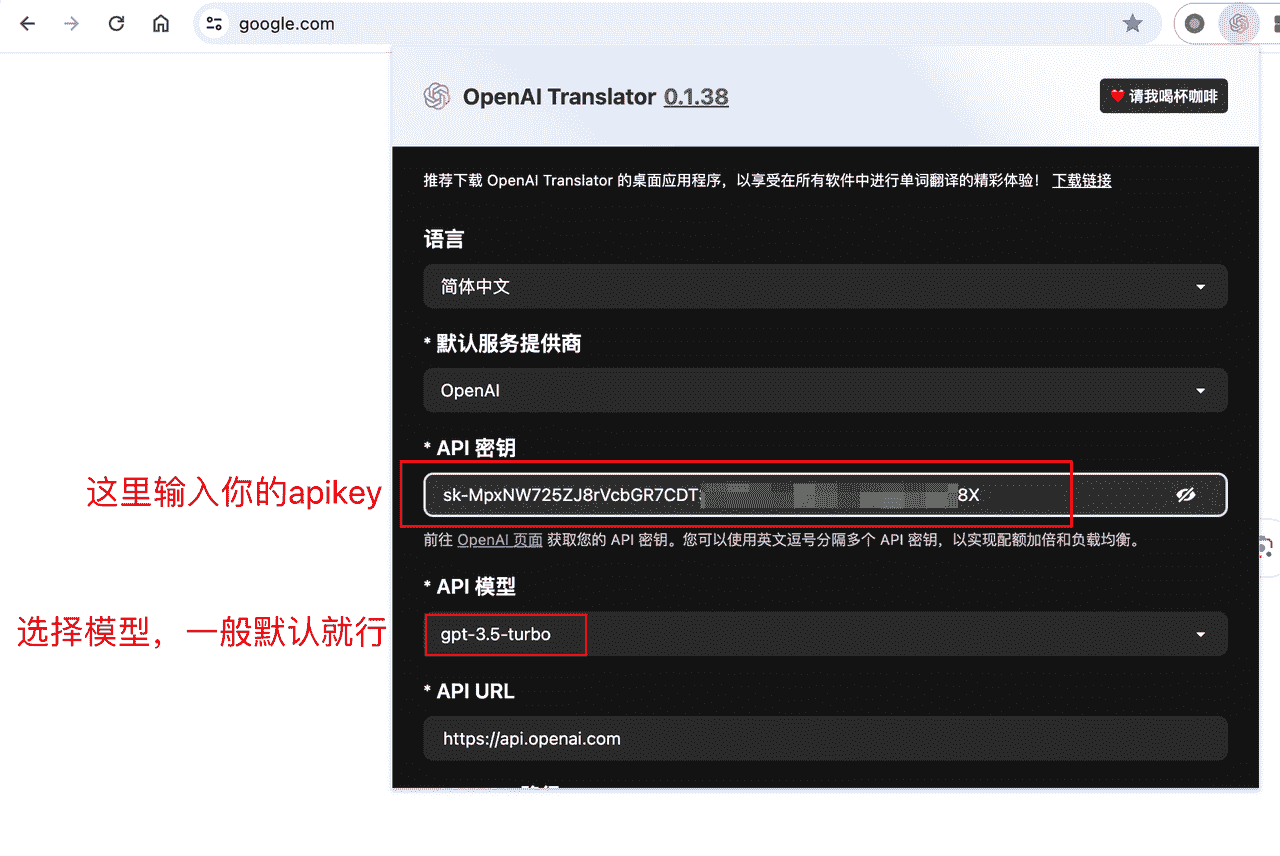 google.com
OpenAI Translator 0.1.38
❤️ 请我喝杯咖啡
推荐下载 OpenAI Translator 的桌面应用程序，以享受在所有软件中进行单词翻译的精彩体验！ 下载链接
语言
简体中文
* 默认服务提供商
OpenAI
* API 密钥
这里输入你的apikey
sk-MpxNW725ZJ8rVcbGR7CDT 8X
前往 OpenAI 页面 获取您的 API 密钥。您可以使用英文逗号分隔多个 API 密钥，以实现配额加倍和负载均衡。
* API 模型
选择模型，一般默认就行
gpt-3.5-turbo
* API URL
https://api.openai.com